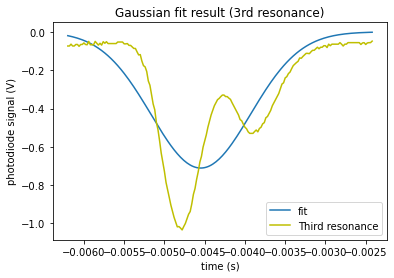 Gaussian fit result (3rd resonance)
photodiode signal (V)
0.0
−0.2
−0.4
−0.6
−0.8
−1.0
fit
Third resonance
−0.0060−0.0055−0.0050−0.0045−0.0040−0.0035−0.0030−0.0025
time (s)